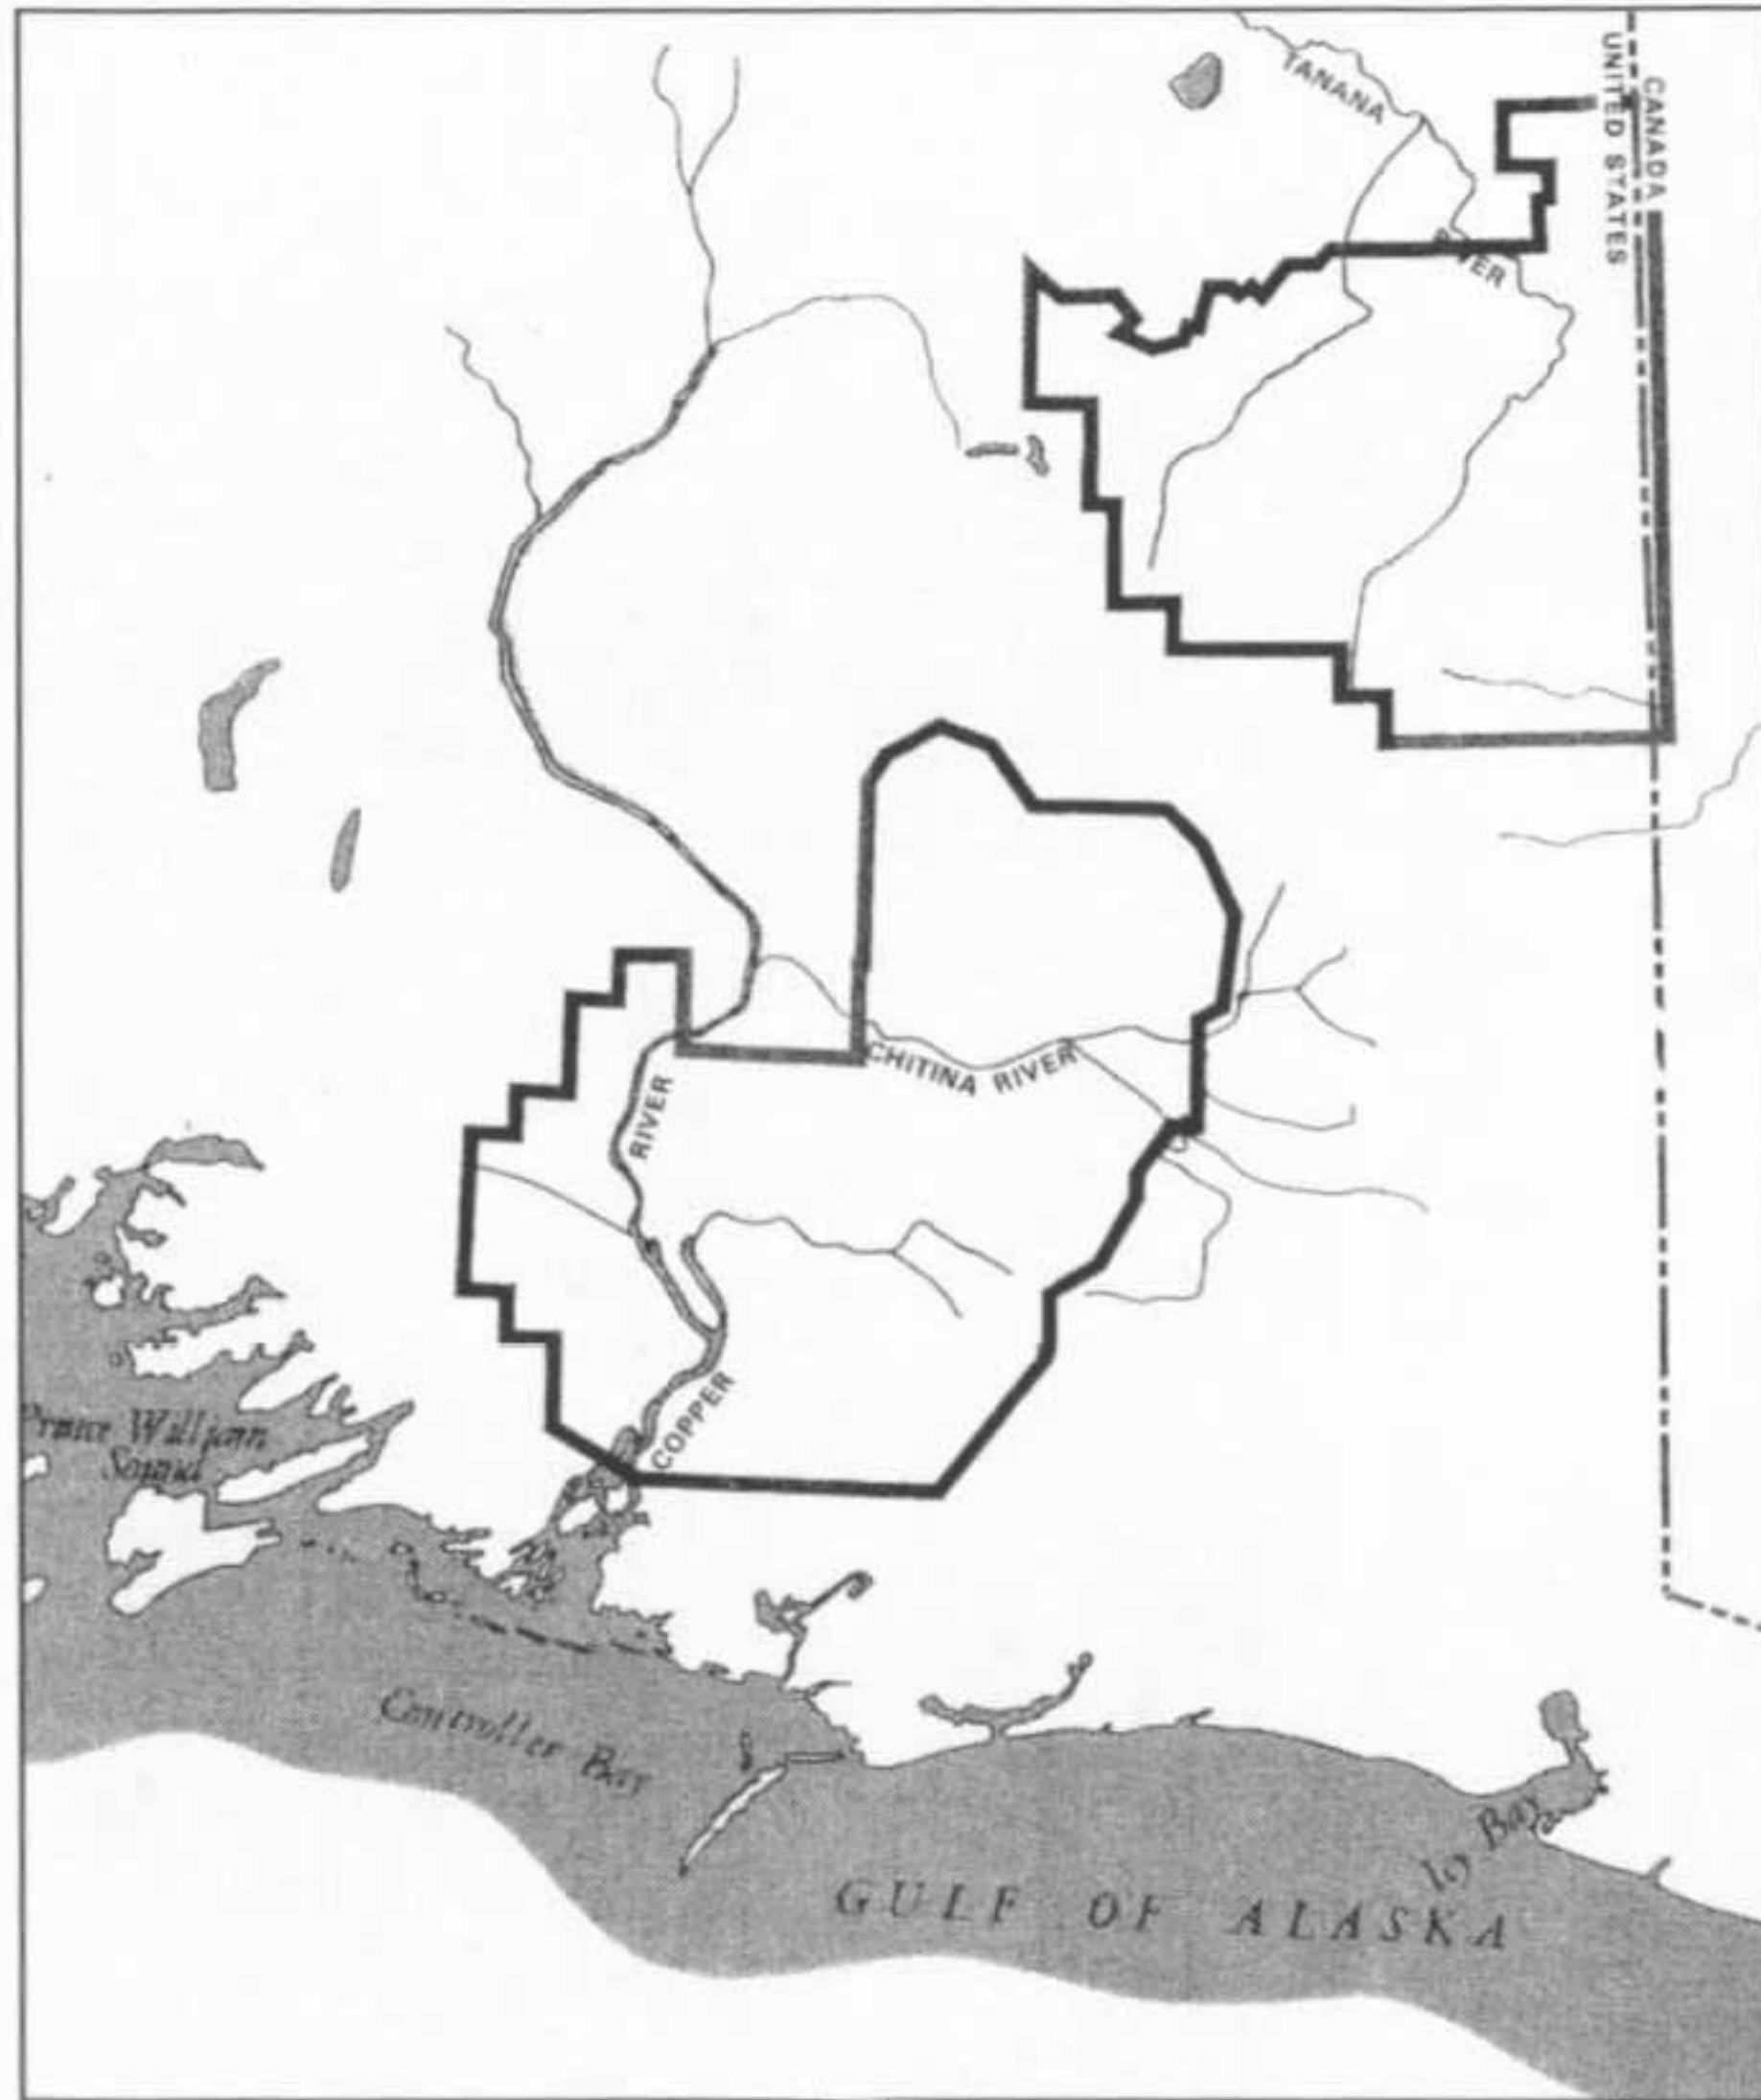 TANANA
RIVER
UNITED STATES
CANADA
CHITINA RIVER
RIVER
COPPER
Prince William
Sound
Controller Bay
Icy Bay
GULF OF ALASKA